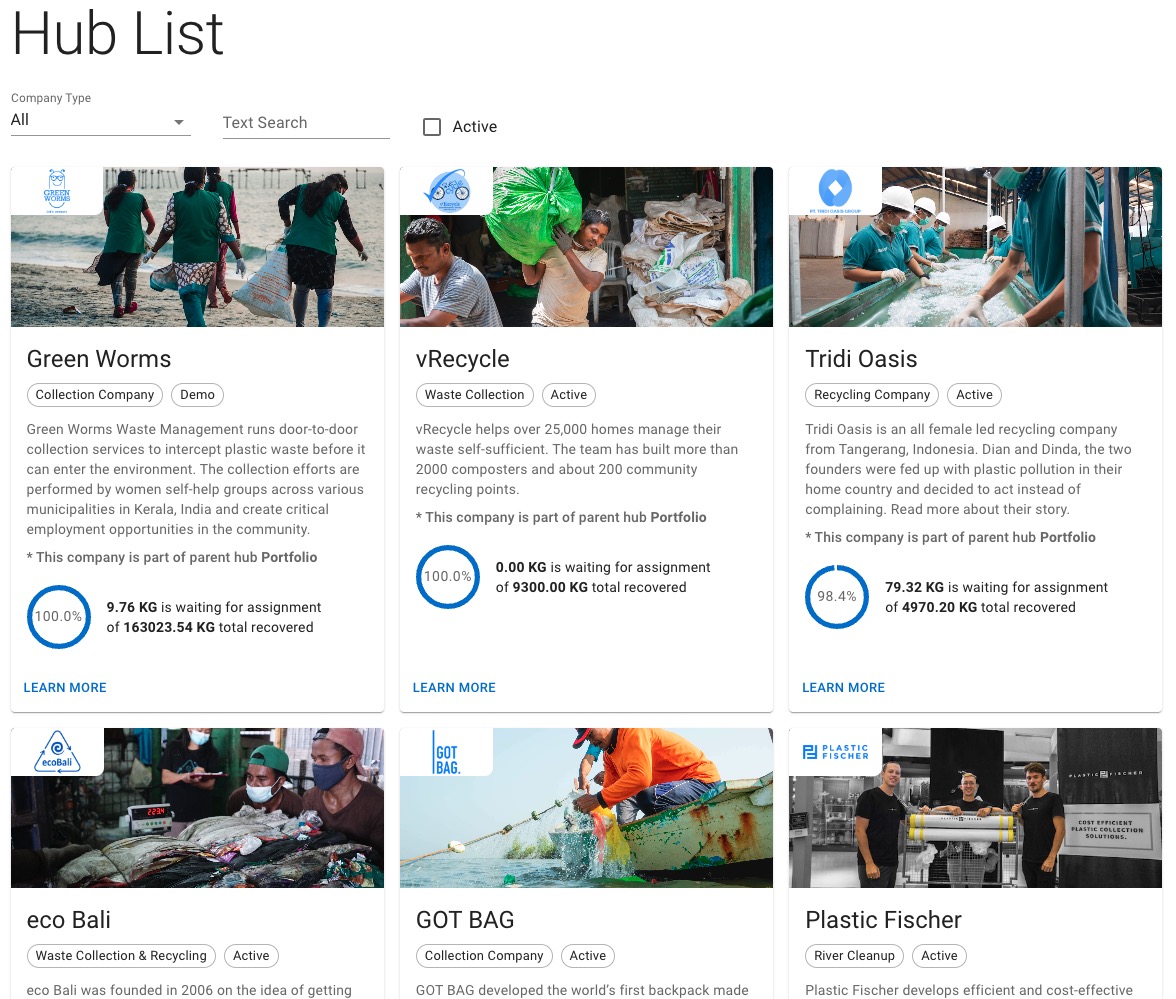 Hub List
Company Type
All
Text Search
Active
GREEN
WORMS
vRecycle
PT. TRIDI OASIS GROUP
Green Worms
Collection Company
Demo
Green Worms Waste Management runs door-to-door
collection services to intercept plastic waste before it
can enter the environment. The collection efforts are
performed by women self-help groups across various
municipalities in Kerala, India and create critical
employment opportunities in the community.
* This company is part of parent hub Portfolio
100.0%
9.76 KG is waiting for assignment
of 163023.54 KG total recovered
LEARN MORE
vRecycle
Waste Collection
Active
vRecycle helps over 25,000 homes manage their
waste self-sufficient. The team has built more than
2000 composters and about 200 community
recycling points.
* This company is part of parent hub Portfolio
100.0%
0.00 KG is waiting for assignment
of 9300.00 KG total recovered
LEARN MORE
Tridi Oasis
Recycling Company
Active
Tridi Oasis is an all female led recycling company
from Tangerang, Indonesia. Dian and Dinda, the two
founders were fed up with plastic pollution in their
home country and decided to act instead of
complaining. Read more about their story.
* This company is part of parent hub Portfolio
98.4%
79.32 KG is waiting for assignment
of 4970.20 KG total recovered
LEARN MORE
ecoBali
2234
GOT
BAG.
PLASTIC
FISCHER
PLASTIC FISCHER
COST EFFICIENT
PLASTIC COLLECTION
SOLUTIONS.
eco Bali
Waste Collection & Recycling
Active
eco Bali was founded in 2006 on the idea of getting
GOT BAG
Collection Company
Active
GOT BAG developed the world's first backpack made
Plastic Fischer
River Cleanup
Active
Plastic Fischer develops efficient and cost-effective